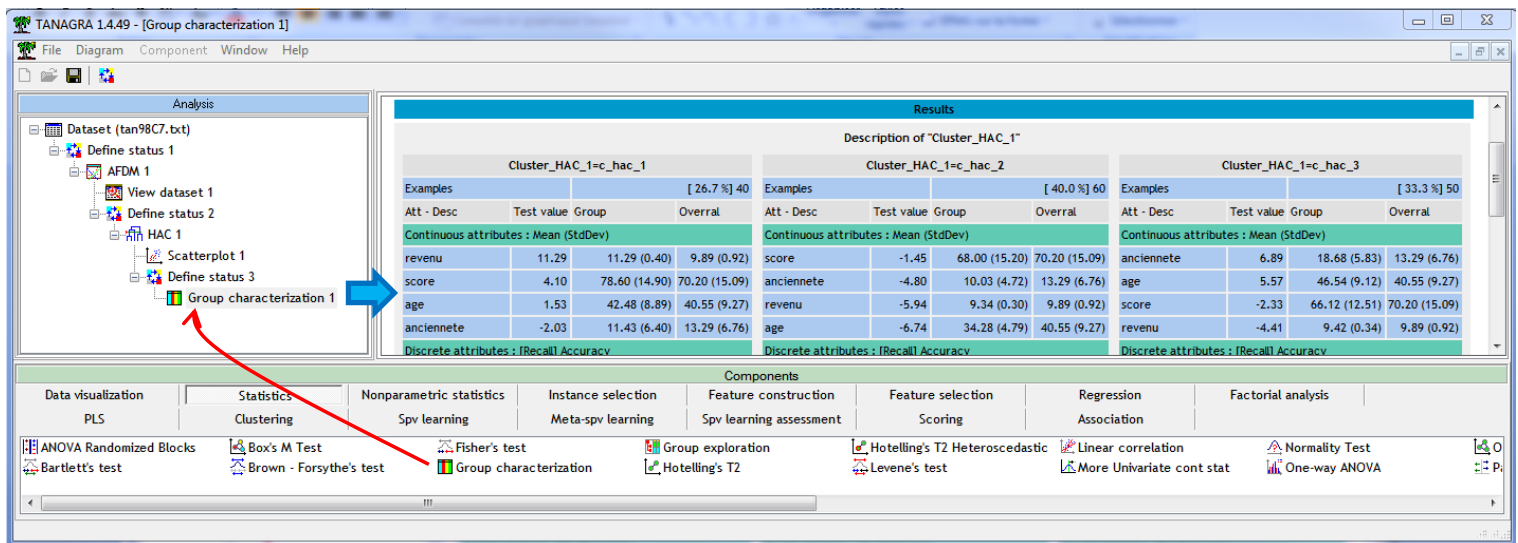 TANAGRA 1.4.49 - [Group characterization 1]
File Diagram Component Window Help
Analysis
Dataset (tan98C7.txt)
Define status 1
AFDM 1
View dataset 1
Define status 2
HAC 1
Scatterplot 1
Define status 3
Group characterization 1
Results
Description of "Cluster_HAC_1"
Cluster_HAC_1=c_hac_1 Cluster_HAC_1=c_hac_2 Cluster_HAC_1=c_hac_3
Examples [ 26.7 %] 40 Examples [ 40.0 %] 60 Examples [ 33.3 %] 50
Att - Desc Test value Group Overral Att - Desc Test value Group Overral Att - Desc Test value Group Overral
Continuous attributes : Mean (StdDev) Continuous attributes : Mean (StdDev) Continuous attributes : Mean (StdDev)
revenu 11.29 11.29 (0.40) 9.89 (0.92) score -1.45 68.00 (15.20) 70.20 (15.09) anciennete 6.89 18.68 (5.83) 13.29 (6.76)
score 4.10 78.60 (14.90) 70.20 (15.09) anciennete -4.80 10.03 (4.72) 13.29 (6.76) age 5.57 46.54 (9.12) 40.55 (9.27)
age 1.53 42.48 (8.89) 40.55 (9.27) revenu -5.94 9.34 (0.30) 9.89 (0.92) score -2.33 66.12 (12.51) 70.20 (15.09)
anciennete -2.03 11.43 (6.40) 13.29 (6.76) age -6.74 34.28 (4.79) 40.55 (9.27) revenu -4.41 9.42 (0.34) 9.89 (0.92)
Discrete attributes : [Recall] Accuracy Discrete attributes : [Recall] Accuracy Discrete attributes : [Recall] Accuracy
Components
Data visualization Statistics Nonparametric statistics Instance selection Feature construction Feature selection Regression Factorial analysis
PLS Clustering Spv learning Meta-spv learning Spv learning assessment Scoring Association
ANOVA Randomized Blocks Box's M Test Fisher's test Group exploration Hotelling's T2 Heteroscedastic Linear correlation Normality Test
Bartlett's test Brown - Forsythe's test Group characterization Hotelling's T2 Levene's test More Univariate cont stat One-way ANOVA